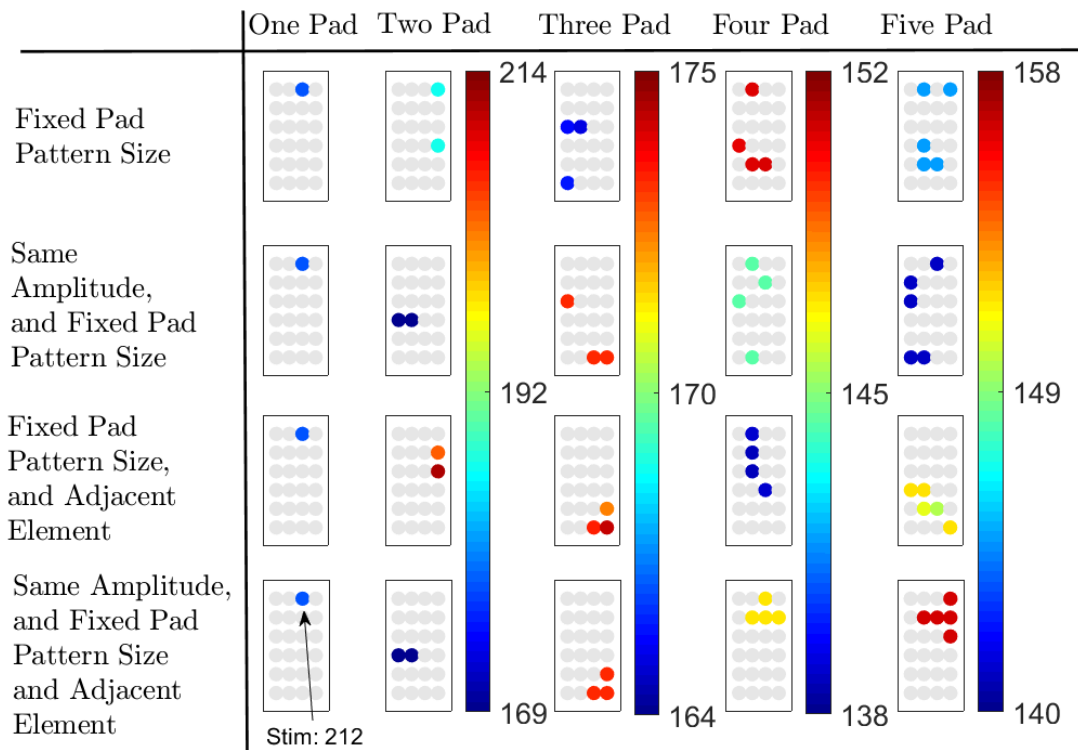 One Pad Two Pad Three Pad Four Pad Five Pad
214 175 152 158
Fixed Pad
Pattern Size
Same
Amplitude,
and Fixed Pad
Pattern Size
192 170 145 149
Fixed Pad
Pattern Size,
and Adjacent
Element
Same Amplitude,
and Fixed Pad
Pattern Size
and Adjacent
Element
169 164 138 140
Stim: 212